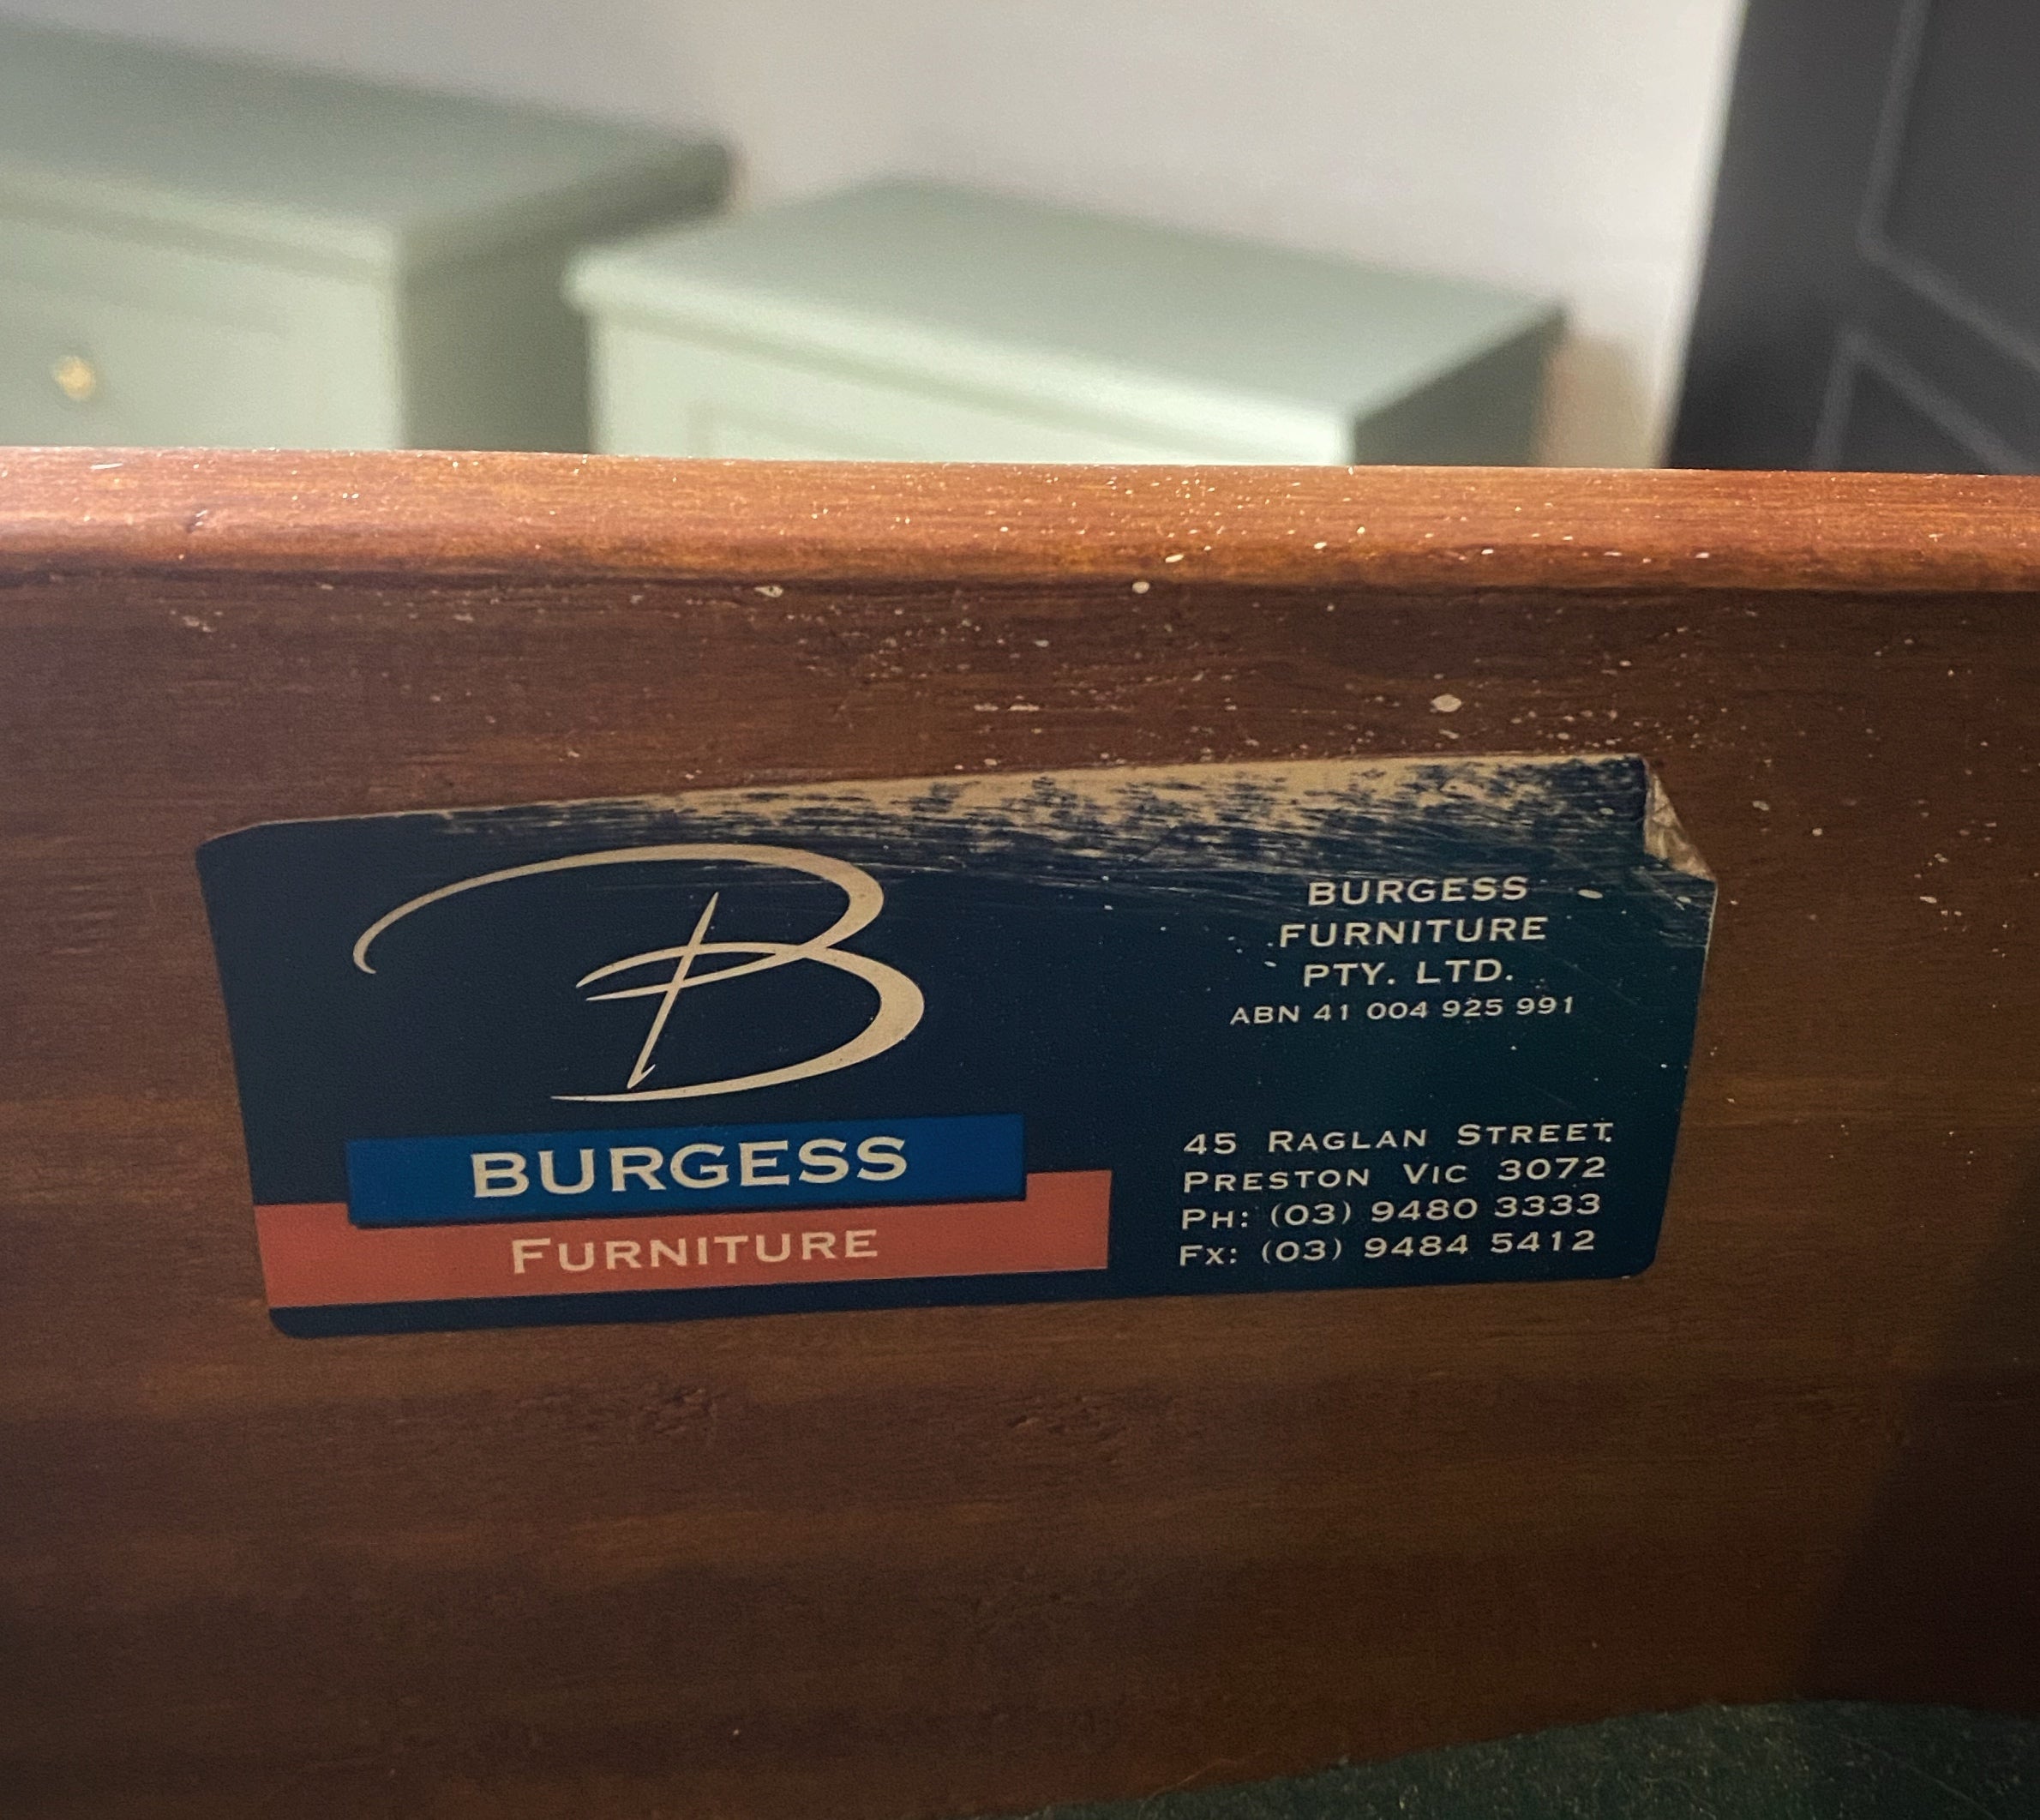 B
BURGESS
FURNITURE
BURGESS
FURNITURE
PTY. LTD.
ABN 41 004 925 991
45 RAGLAN STREET,
PRESTON VIC 3072
PH: (03) 9480 3333
FX: (03) 9484 5412